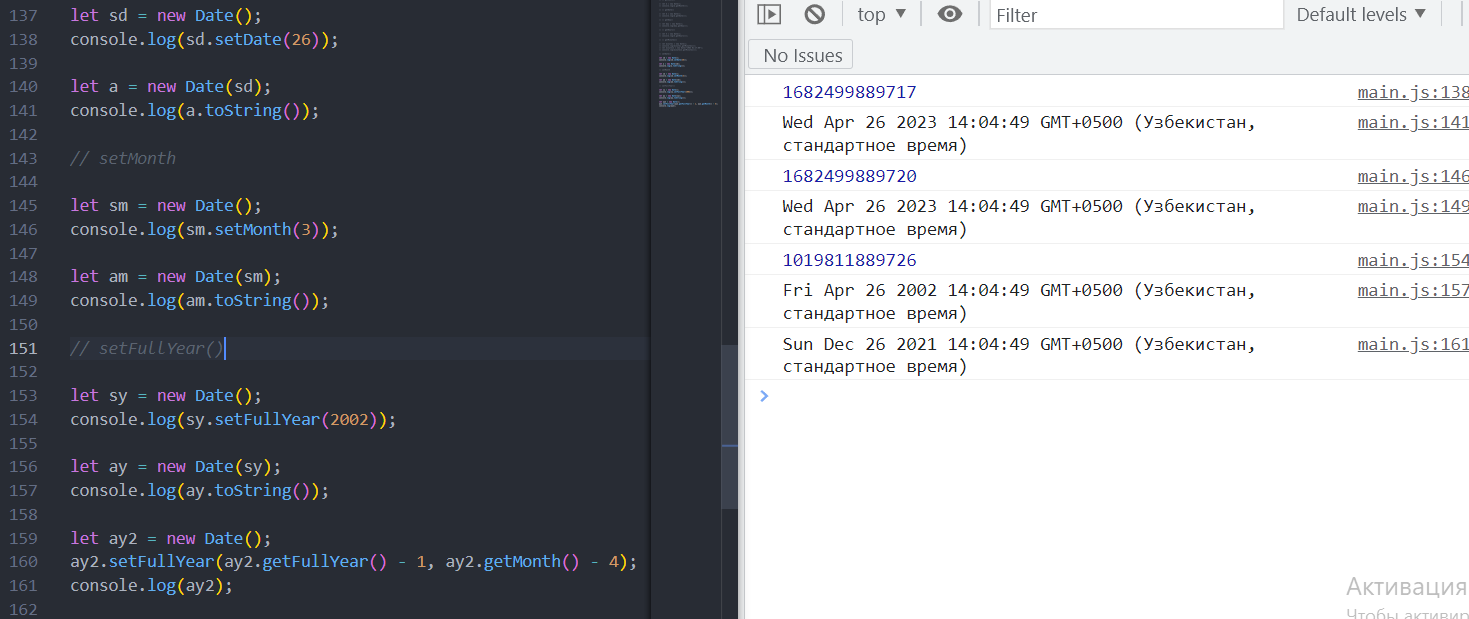 137 let sd = new Date();
138 console.log(sd.setDate(26));
139
140 let a = new Date(sd);
141 console.log(a.toString());
142
143 // setMonth
144
145 let sm = new Date();
146 console.log(sm.setMonth(3));
147
148 let am = new Date(sm);
149 console.log(am.toString());
150
151 // setFullYear()
152
153 let sy = new Date();
154 console.log(sy.setFullYear(2002));
155
156 let ay = new Date(sy);
157 console.log(ay.toString());
158
159 let ay2 = new Date();
160 ay2.setFullYear(ay2.getFullYear() - 1, ay2.getMonth() - 4);
161 console.log(ay2);
162
top Filter Default levels
No Issues
1682499889717 main.js:138
Wed Apr 26 2023 14:04:49 GMT+0500 (Узбекистан, main.js:141
стандартное время)
1682499889720 main.js:146
Wed Apr 26 2023 14:04:49 GMT+0500 (Узбекистан, main.js:149
стандартное время)
1019811889726 main.js:154
Fri Apr 26 2002 14:04:49 GMT+0500 (Узбекистан, main.js:157
стандартное время)
Sun Dec 26 2021 14:04:49 GMT+0500 (Узбекистан, main.js:161
стандартное время)
Активация
Чтобы активир